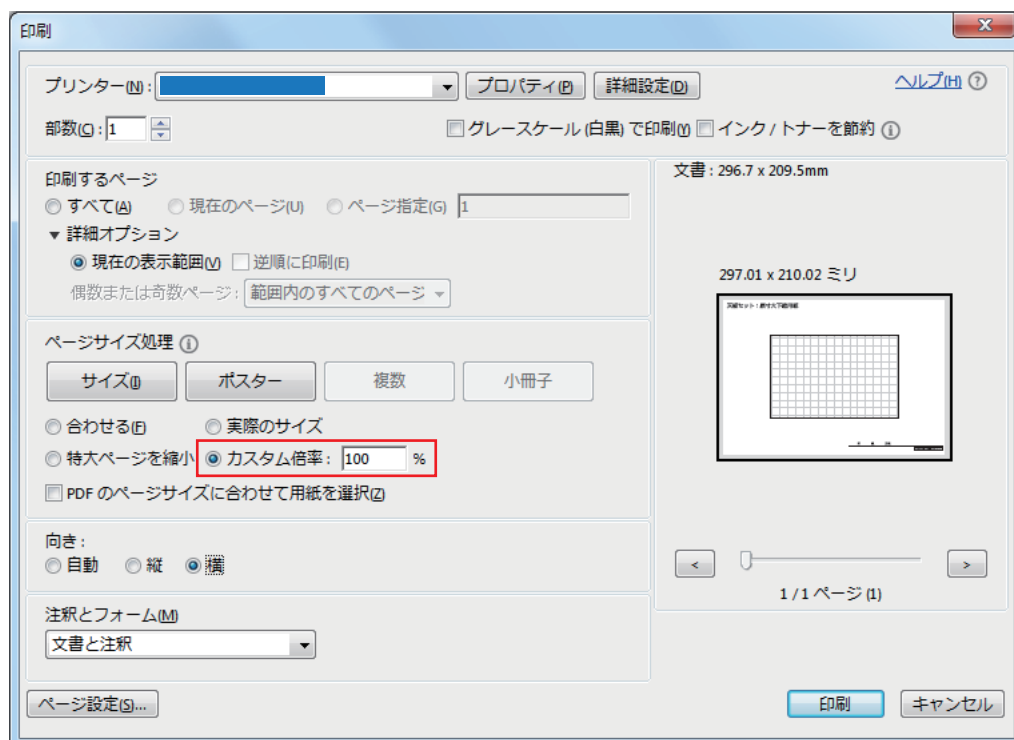 印刷
プリンター(N): プロパティ(P) 詳細設定(D) ヘルプ(H) ?
部数(C): 1 グレースケール (白黒) で印刷(Y) インク / トナーを節約 i
印刷するページ
すべて(A) 現在のページ(U) ページ指定(G) 1
▼ 詳細オプション
現在の表示範囲(V) 逆順に印刷(E)
偶数または奇数ページ: 範囲内のすべてのページ
ページサイズ処理 i
サイズ(I) ポスター 複数 小冊子
合わせる(F) 実際のサイズ
特大ページを縮小 カスタム倍率: 100 %
PDF のページサイズに合わせて用紙を選択(Z)
向き:
自動 縦 横
注釈とフォーム(M)
文書と注釈
ページ設定(S)...
文書: 296.7 x 209.5mm
297.01 x 210.02 ミリ
< >
1 / 1 ページ (1)
印刷 キャンセル